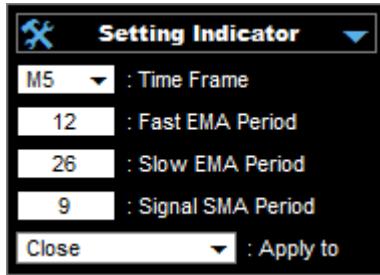 Setting Indicator
M5 : Time Frame
12 : Fast EMA Period
26 : Slow EMA Period
9 : Signal SMA Period
Close : Apply to